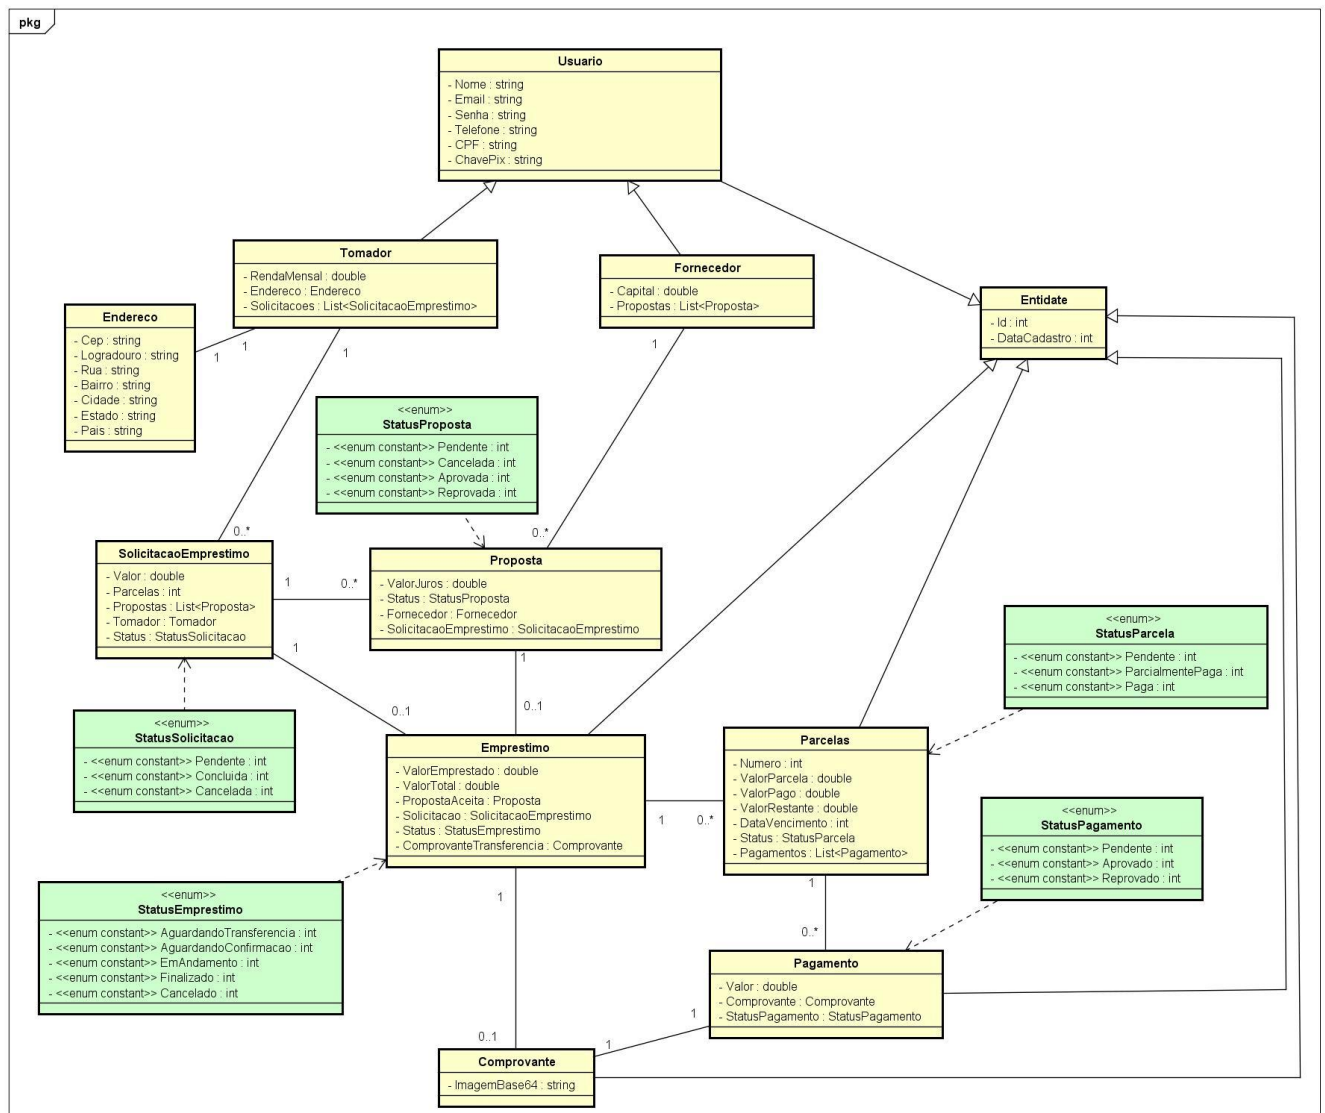 pkg
Usuario
- Nome : string
- Email : string
- Senha : string
- Telefone : string
- CPF : string
- ChavePix : string
Tomador
- RendaMensal : double
- Endereco : Endereco
- Solicitacoes : List<SolicitacaoEmprestimo>
Fornecedor
- Capital : double
- Propostas : List<Proposta>
Entidate
- Id : int
- DataCadastro : int
Endereco
- Cep : string
- Logradouro : string
- Rua : string
- Bairro : string
- Cidade : string
- Estado : string
- Pais : string
1
1
1
1
<<enum>>
StatusProposta
- <<enum constant>> Pendente : int
- <<enum constant>> Cancelada : int
- <<enum constant>> Aprovada : int
- <<enum constant>> Reprovada : int
0..*
0..*
SolicitacaoEmprestimo
- Valor : double
- Parcelas : int
- Propostas : List<Proposta>
- Tomador : Tomador
- Status : StatusSolicitacao
1
0..*
Proposta
- ValorJuros : double
- Status : StatusProposta
- Fornecedor : Fornecedor
- SolicitacaoEmprestimo : SolicitacaoEmprestimo
<<enum>>
StatusParcela
- <<enum constant>> Pendente : int
- <<enum constant>> ParcialmentePaga : int
- <<enum constant>> Paga : int
1
1
0..1
0..1
<<enum>>
StatusSolicitacao
- <<enum constant>> Pendente : int
- <<enum constant>> Concluida : int
- <<enum constant>> Cancelada : int
Emprestimo
- ValorEmprestado : double
- ValorTotal : double
- PropostaAceita : Proposta
- Solicitacao : SolicitacaoEmprestimo
- Status : StatusEmprestimo
- ComprovanteTransferencia : Comprovante
1
0..*
Parcelas
- Numero : int
- ValorParcela : double
- ValorPago : double
- ValorRestante : double
- DataVencimento : int
- Status : StatusParcela
- Pagamentos : List<Pagamento>
<<enum>>
StatusPagamento
- <<enum constant>> Pendente : int
- <<enum constant>> Aprovado : int
- <<enum constant>> Reprovado : int
<<enum>>
StatusEmprestimo
- <<enum constant>> AguardandoTransferencia : int
- <<enum constant>> AguardandoConfirmacao : int
- <<enum constant>> EmAndamento : int
- <<enum constant>> Finalizado : int
- <<enum constant>> Cancelado : int
1
1
0..*
Pagamento
- Valor : double
- Comprovante : Comprovante
- StatusPagamento : StatusPagamento
1
1
0..1
Comprovante
- ImagemBase64 : string